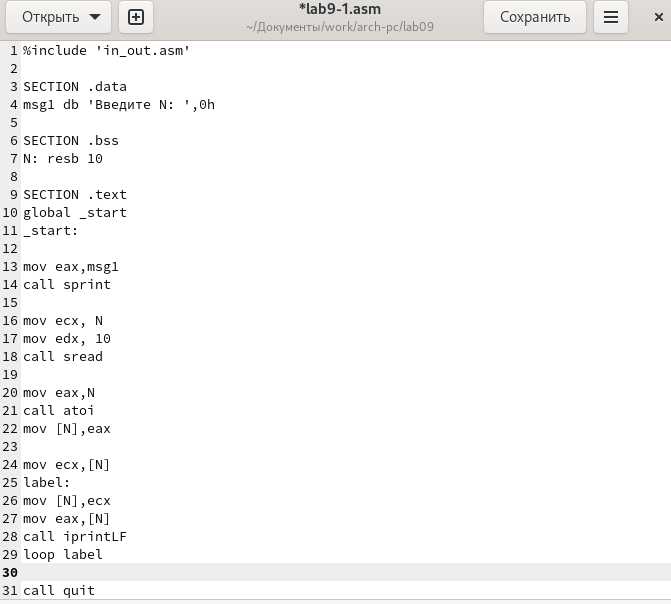 Открыть
*lab9-1.asm
~/Документы/work/arch-pc/lab09
Сохранить
1 %include 'in_out.asm'
2
3 SECTION .data
4 msg1 db 'Введите N: ',0h
5
6 SECTION .bss
7 N: resb 10
8
9 SECTION .text
10 global _start
11 _start:
12
13 mov eax,msg1
14 call sprint
15
16 mov ecx, N
17 mov edx, 10
18 call sread
19
20 mov eax,N
21 call atoi
22 mov [N],eax
23
24 mov ecx,[N]
25 label:
26 mov [N],ecx
27 mov eax,[N]
28 call iprintLF
29 loop label
30
31 call quit